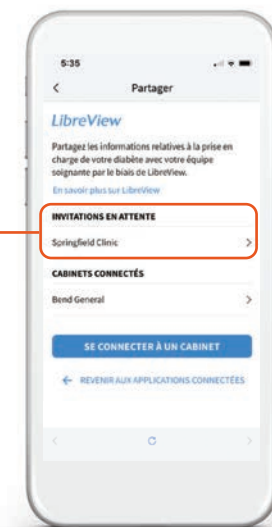 5:35
Partager
LibreView
Partagez les informations relatives à la prise en
charge de votre diabète avec votre équipe
soignante par le biais de LibreView.
En savoir plus sur LibreView
INVITATIONS EN ATTENTE
Springfield Clinic
CABINETS CONNECTÉS
Bend General
SE CONNECTER À UN CABINET
REVENIR AUX APPLICATIONS CONNECTÉES